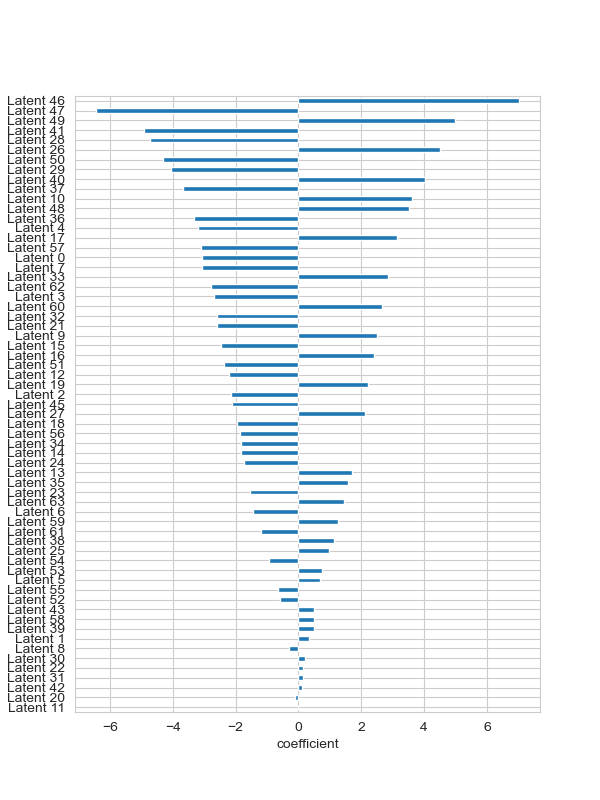 Latent 46
Latent 47
Latent 49
Latent 41
Latent 28
Latent 26
Latent 50
Latent 29
Latent 40
Latent 37
Latent 10
Latent 48
Latent 36
Latent 4
Latent 17
Latent 57
Latent 0
Latent 7
Latent 33
Latent 62
Latent 3
Latent 60
Latent 32
Latent 21
Latent 9
Latent 15
Latent 16
Latent 51
Latent 12
Latent 19
Latent 2
Latent 45
Latent 27
Latent 18
Latent 56
Latent 34
Latent 14
Latent 24
Latent 13
Latent 35
Latent 23
Latent 63
Latent 6
Latent 59
Latent 61
Latent 38
Latent 25
Latent 54
Latent 53
Latent 5
Latent 55
Latent 52
Latent 43
Latent 58
Latent 39
Latent 1
Latent 8
Latent 30
Latent 22
Latent 31
Latent 42
Latent 20
Latent 11
−6 −4 −2 0 2 4 6
coefficient